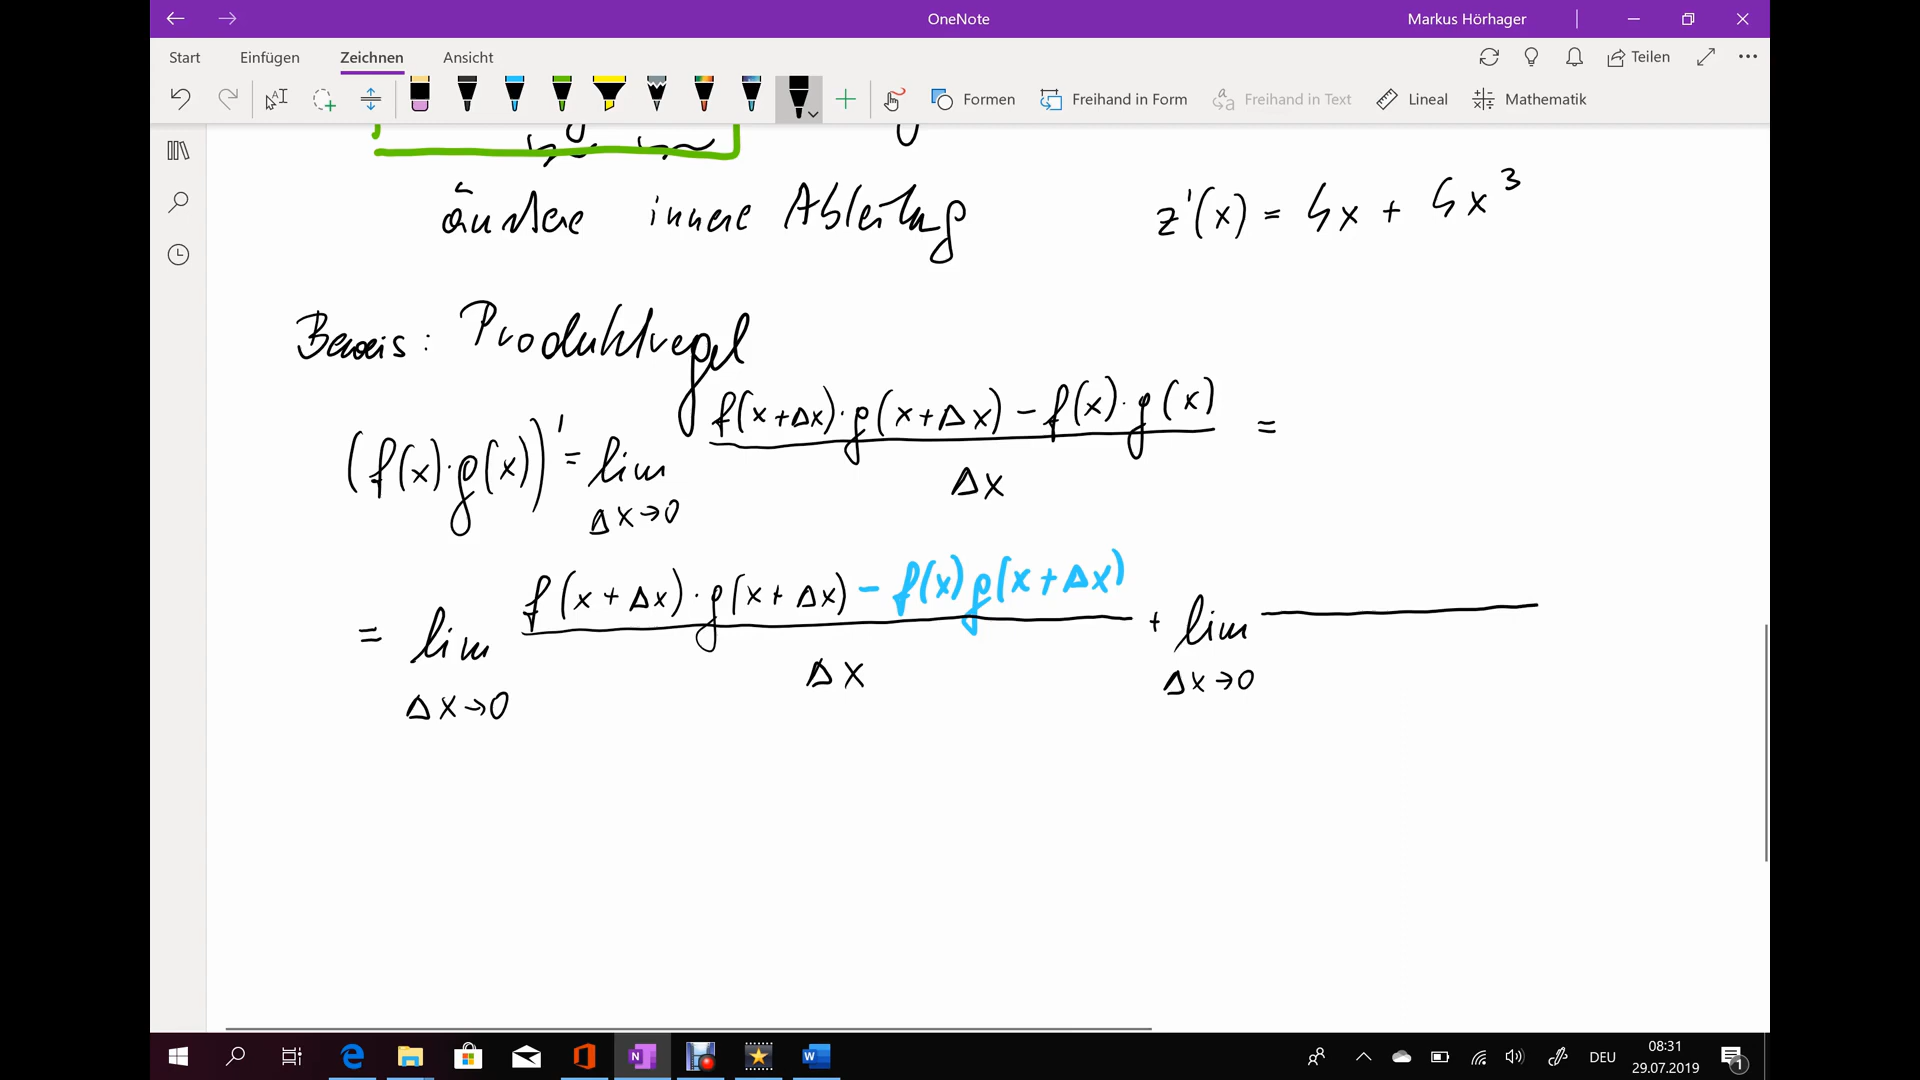 OneNote Markus Hörhager
Start Einfügen Zeichnen Ansicht Teilen
Formen Freihand in Form Freihand in Text Lineal Mathematik
äußere innere Ableitung z'(x) = 4x + 4x³
Beweis: Produktregel
(f(x)·g(x))' = lim Δx→0 (f(x+Δx)·g(x+Δx) − f(x)·g(x)) / Δx =
= lim Δx→0 (f(x+Δx)·g(x+Δx) − f(x)g(x+Δx)) / Δx + lim Δx→0
DEU 08:31
29.07.2019 1